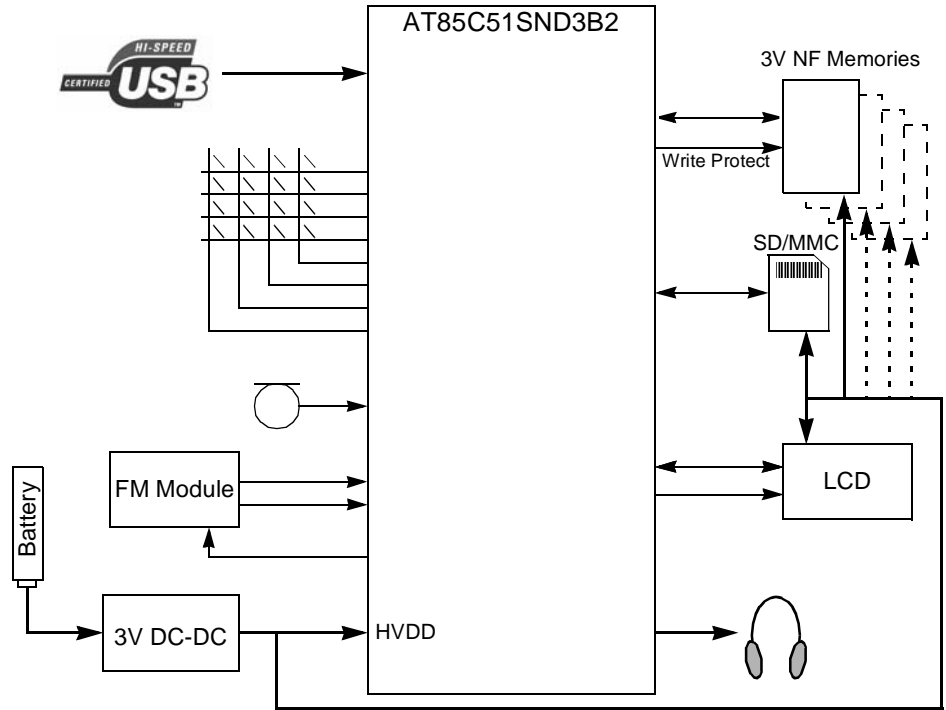 AT85C51SND3B2
HI-SPEED
CERTIFIED
USB
TM
3V NF Memories
Write Protect
SD/MMC
FM Module
LCD
Battery
3V DC-DC
HVDD